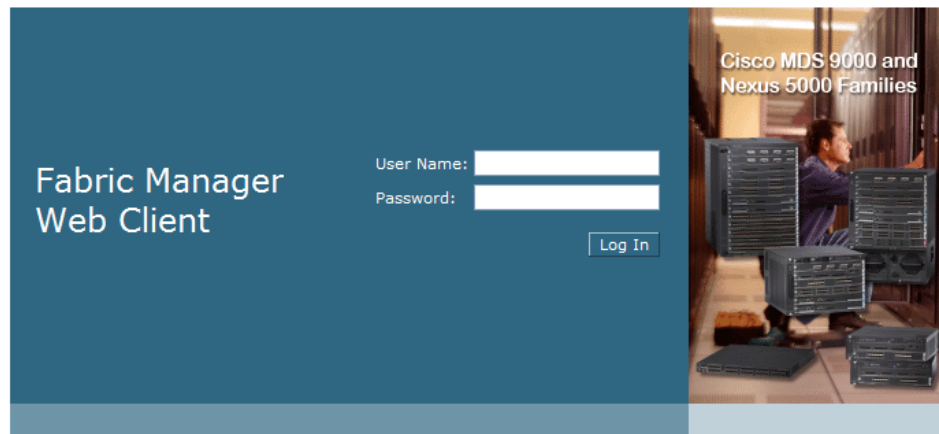 Cisco MDS 9000 and
Nexus 5000 Families
Fabric Manager
Web Client
User Name:
Password:
Log In